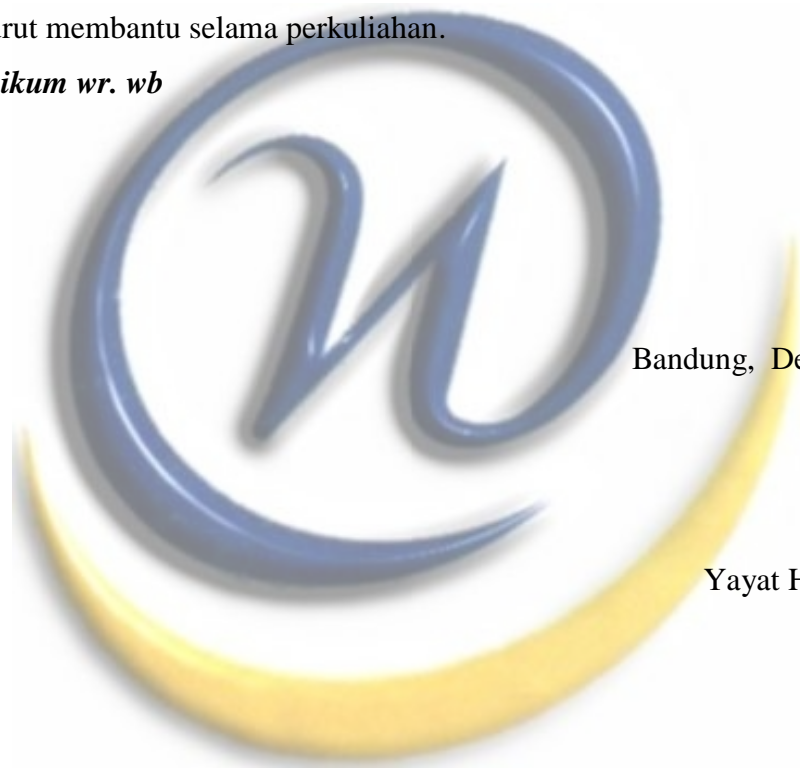 rut membantu selama perkuliahan.
ikum wr. wb
Bandung, De
Yayat H